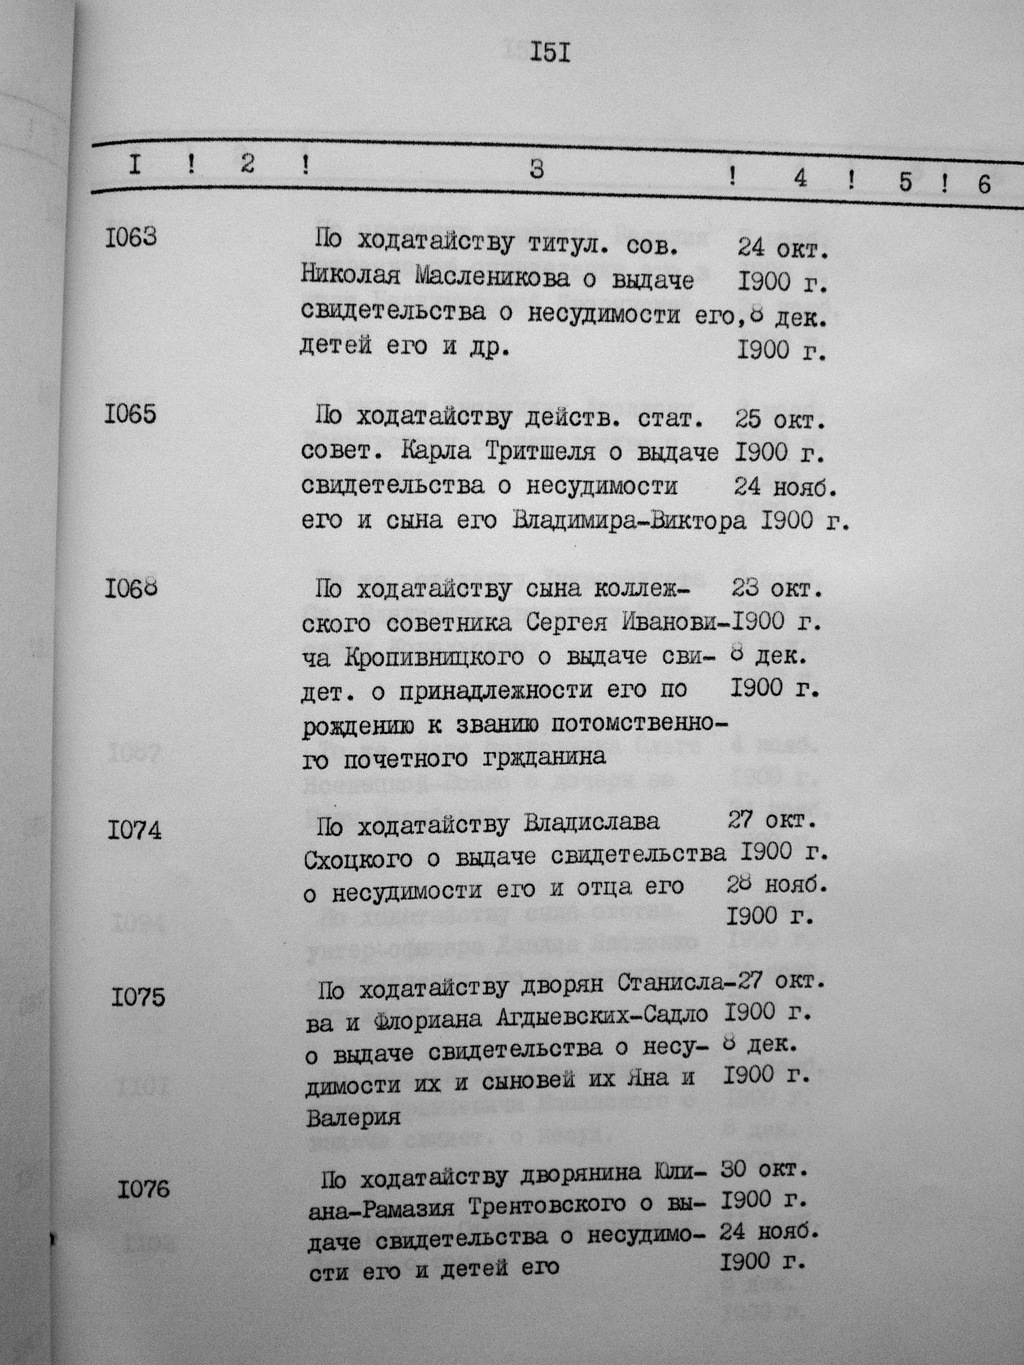 I5I
I ! 2 ! 3 ! 4 ! 5 ! 6
I063 По ходатайству титул. сов. 24 окт.
Николая Масленикова о выдаче I900 г.
свидетельства о несудимости его, 8 дек.
детей его и др. I900 г.
I065 По ходатайству действ. стат. 25 окт.
совет. Карла Тритшеля о выдаче I900 г.
свидетельства о несудимости 24 нояб.
его и сына его Владимира-Виктора I900 г.
I068 По ходатайству сына коллеж- 23 окт.
ского советника Сергея Иванови- I900 г.
ча Кропивницкого о выдаче сви- 8 дек.
дет. о принадлежности его по I900 г.
рождению к званию потомственно-
го почетного гржданина
I074 По ходатайству Владислава 27 окт.
Схоцкого о выдаче свидетельства I900 г.
о несудимости его и отца его 28 нояб.
I900 г.
I075 По ходатайству дворян Станисла- 27 окт.
ва и Флориана Агдыевских-Садло I900 г.
о выдаче свидетельства о несу- 8 дек.
димости их и сыновей их Яна и I900 г.
Валерия
I076 По ходатайству дворянина Юли- 30 окт.
ана-Рамазия Трентовского о вы- I900 г.
даче свидетельства о несудимо- 24 нояб.
сти его и детей его I900 г.